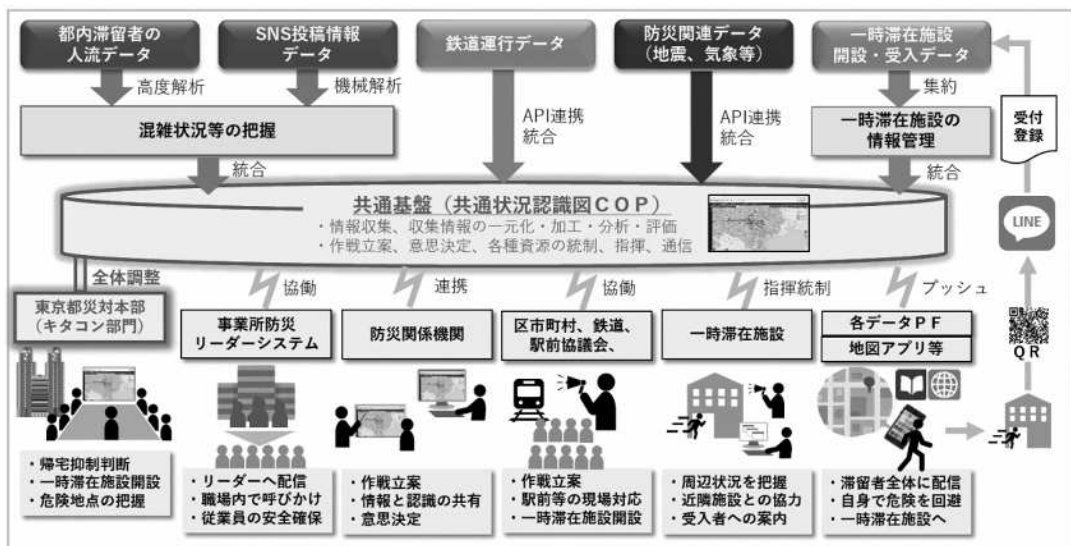 都内滞留者の
人流データ
SNS投稿情報
データ
鉄道運行データ
防災関連データ
（地震、気象等）
一時滞在施設
開設・受入データ
高度解析
機械解析
API連携
統合
API連携
統合
集約
受付
登録
混雑状況等の把握
一時滞在施設の
情報管理
統合
統合
共通基盤（共通状況認識図ＣＯＰ）
・情報収集、収集情報の一元化・加工・分析・評価
・作戦立案、意思決定、各種資源の統制、指揮、通信
LINE
全体調整
協働
連携
協働
指揮統制
プッシュ
東京都災対本部
（キタコン部門）
事業所防災
リーダーシステム
防災関係機関
区市町村、鉄道、
駅前協議会、
一時滞在施設
各データＰＦ
地図アプリ等
ＱＲ
・帰宅抑制判断
・一時滞在施設開設
・危険地点の把握
・リーダーへ配信
・職場内で呼びかけ
・従業員の安全確保
・作戦立案
・情報と認識の共有
・意思決定
・作戦立案
・駅前等の現場対応
・一時滞在施設開設
・周辺状況を把握
・近隣施設との協力
・受入者への案内
・滞留者全体に配信
・自身で危険を回避
・一時滞在施設へ